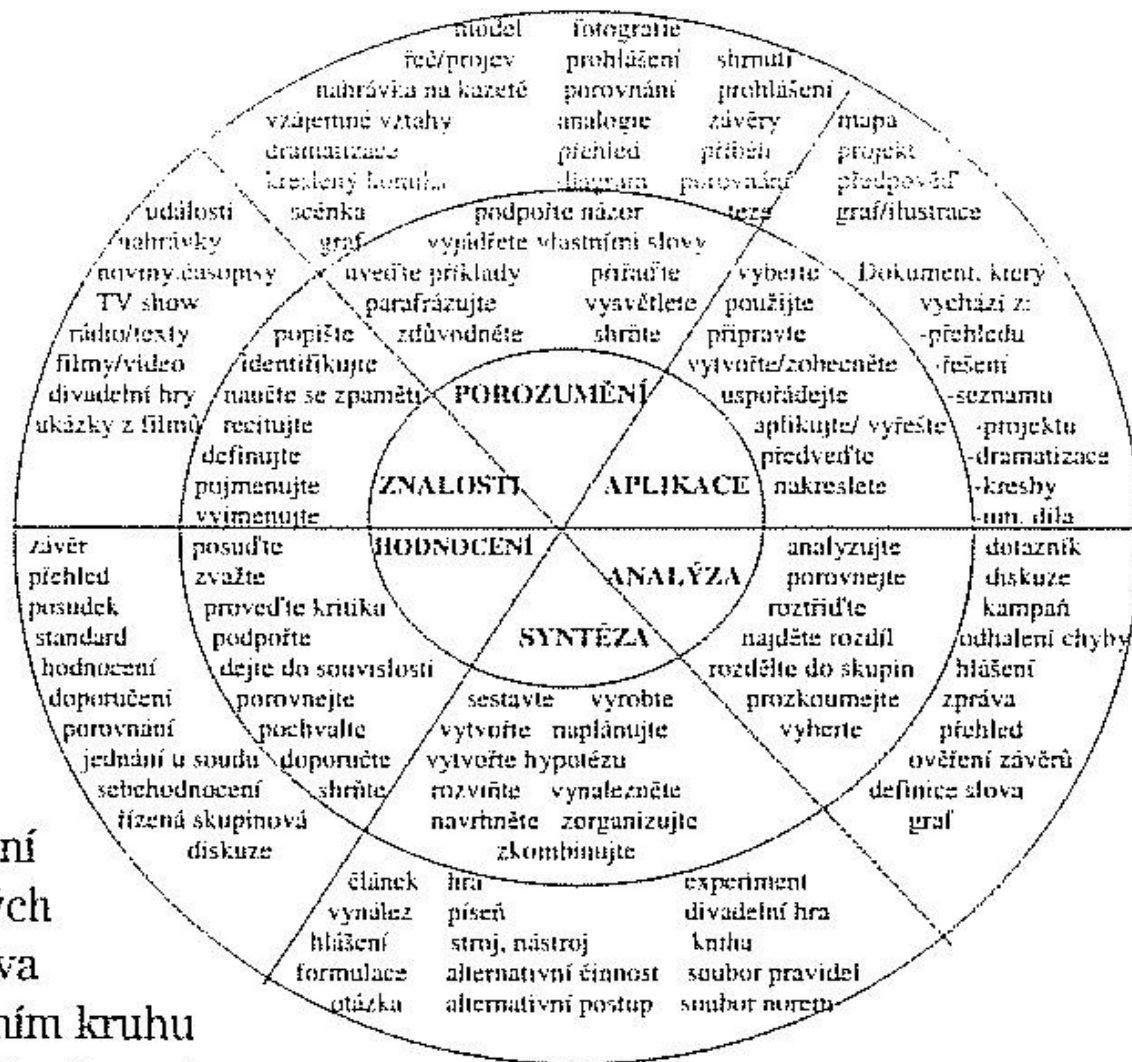 model fotografie
řeč/projev prohlášení shrnutí
nahrávka na kazetě porovnání prohlášení
vzájemné vztahy analogie závěry mapa
dramatizace přehled příběh projekt
kreslený diagram porovnání předpověď
události scénka podpořte názor teze graf/ilustrace
nahrávky graf vyjádřete vlastními slovy
noviny.časopisy uveďte příklady přiřaďte vyberte Dokument, který
TV show parafrázujte vysvětlete použijte vychází z:
rádio/texty popište zdůvodněte shrňte připravte -přehledu
filmy/video identifikujte vytvořte/zobecněte -řešení
divadelní hry naučte se zpaměti POROZUMĚNÍ uspořádejte -seznamu
ukázky z filmů recitujte aplikujte/ vyřešte -projektu
definujte předveďte -dramatizace
pojmenujte ZNALOSTI APLIKACE nakreslete -kresby
vyjmenujte -um. díla
závěr posuďte HODNOCENÍ analyzujte dotazník
přehled zvažte ANALÝZA porovnejte diskuze
posudek proveďte kritiku roztřiďte kampaň
standard podpořte SYNTÉZA najděte rozdíl odhalení chyby
hodnocení dejte do souvislosti rozdělte do skupin hlášení
doporučení porovnejte sestavte vyrobte prozkoumejte zpráva
porovnání pochvalte vytvořte naplánujte vyberte přehled
jednání u soudu doporučte vytvořte hypotézu ověření závěrů
sebehodnocení shrňte rozviňte vynalezněte definice slova
řízená skupinová navrhněte zorganizujte graf
diskuze zkombinujte
ní
ých
va
ním kruhu
článek hra experiment
vynález píseň divadelní hra
hlášení stroj, nástroj kniha
formulace alternativní činnost soubor pravidel
otázka alternativní postup soubor norem